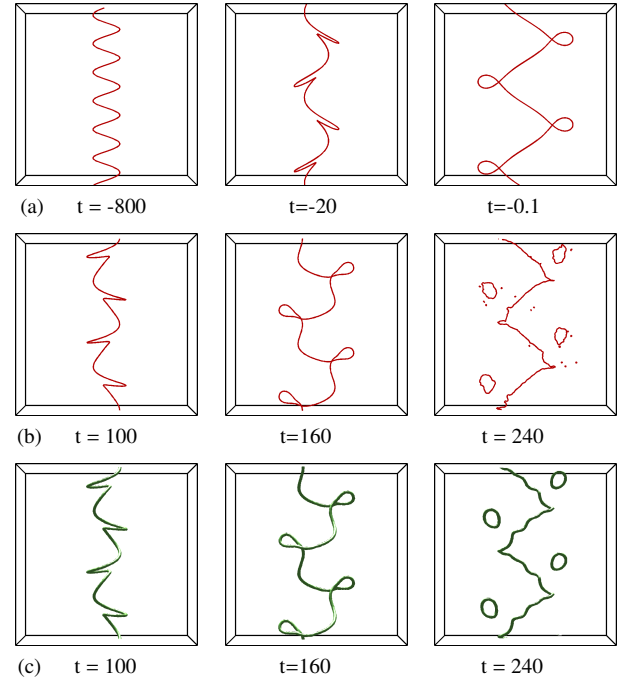 (a) t = -800 t=-20 t=-0.1
(b) t = 100 t=160 t = 240
(c) t = 100 t=160 t = 240